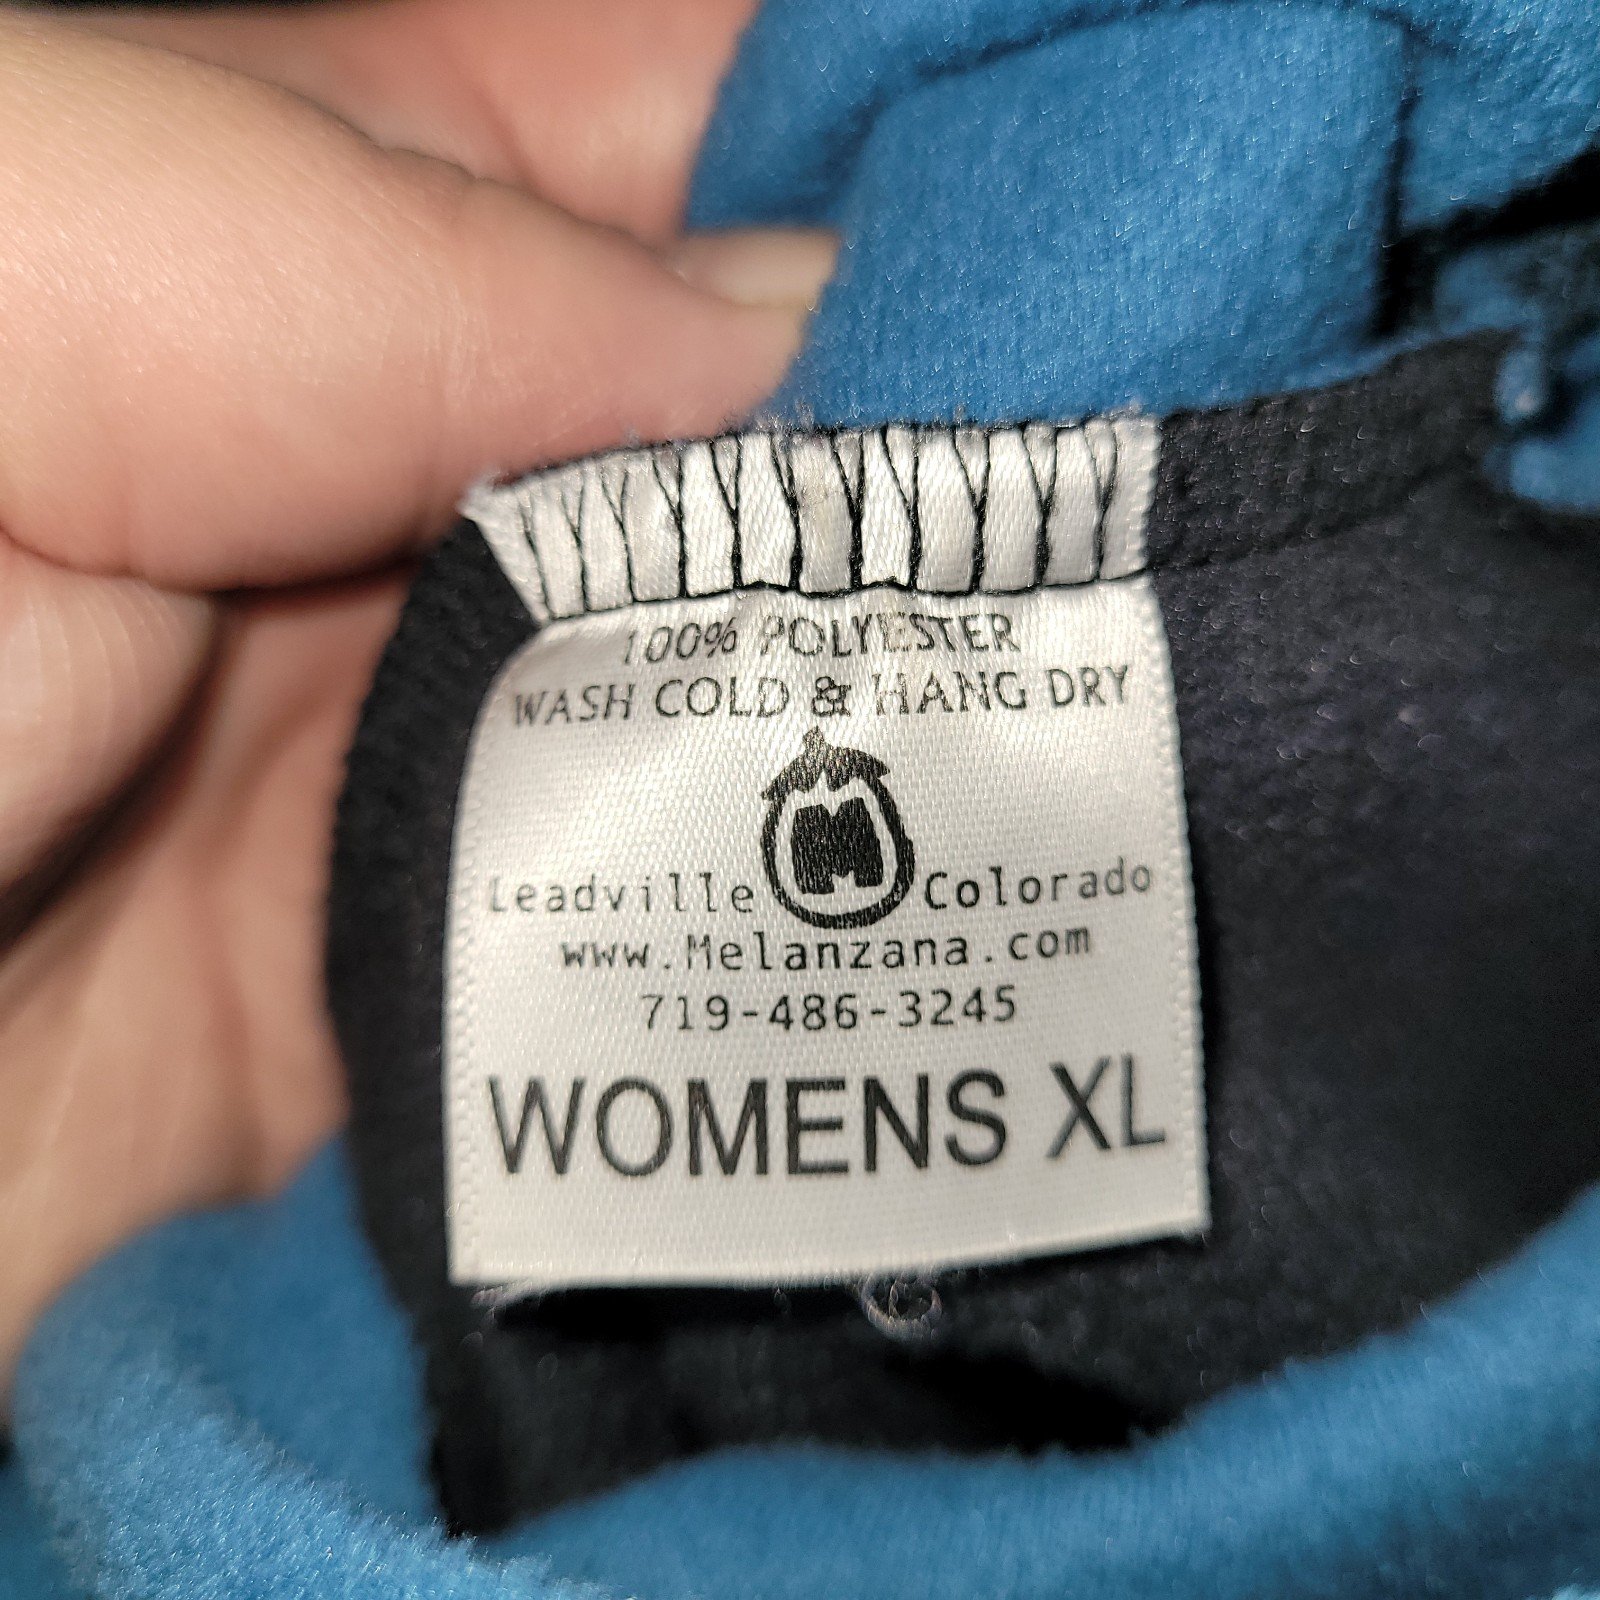 100% POLYESTER
WASH COLD & HANG DRY
M
Leadville Colorado
www.Melanzana.com
719-486-3245
WOMENS XL